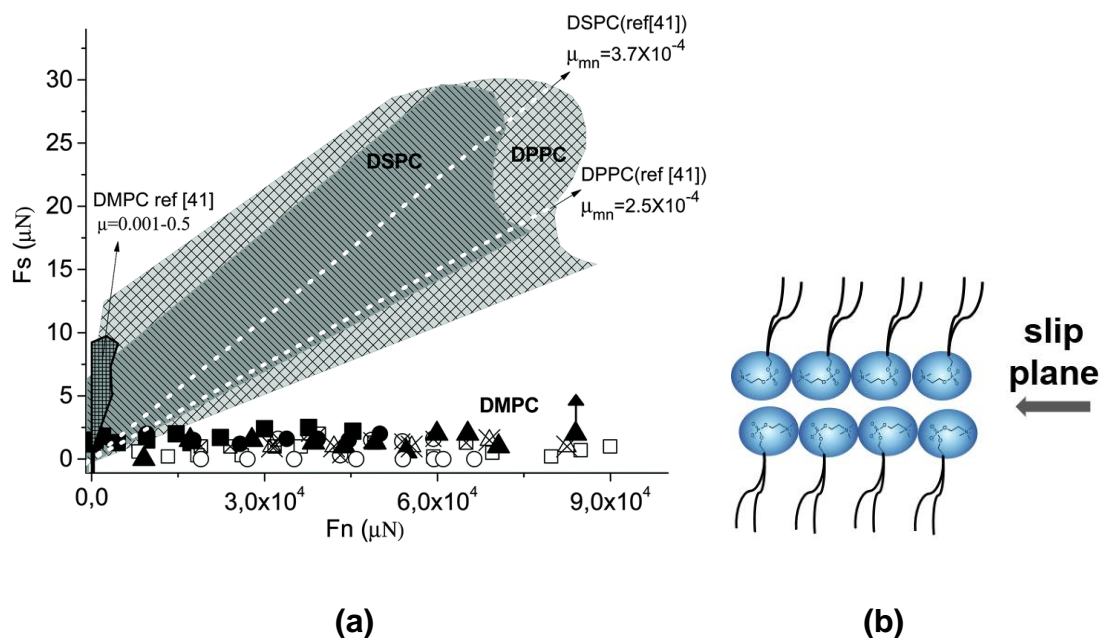 DSPC(ref[41])
μmn=3.7X10-4
30
25
20
15
10
5
0
Fs (μN)
DSPC
DPPC
DPPC(ref [41])
μmn=2.5X10-4
DMPC ref [41]
μ=0.001-0.5
DMPC
0,0
3,0x10⁴
6,0x10⁴
9,0x10⁴
Fn (μN)
slip
plane
(a)
(b)